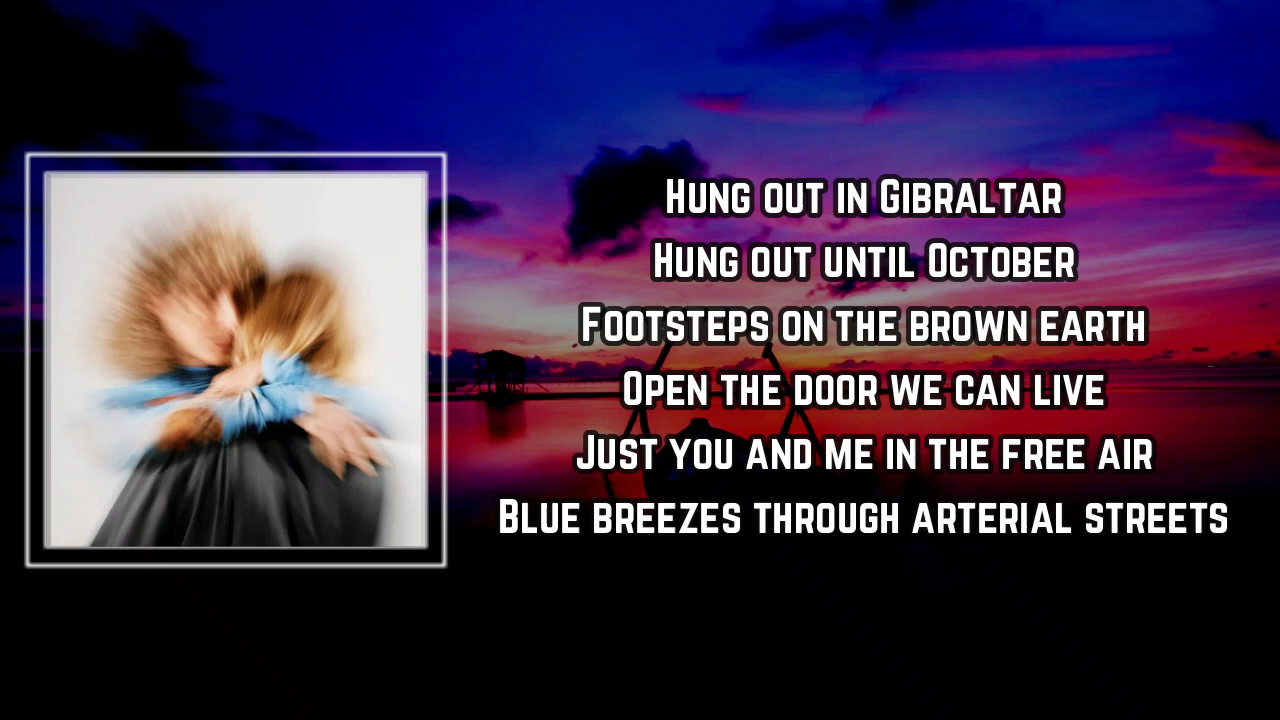 Hung out in Gibraltar
Hung out until October
Footsteps on the brown earth
Open the door we can live
Just you and me in the free air
Blue breezes through arterial streets